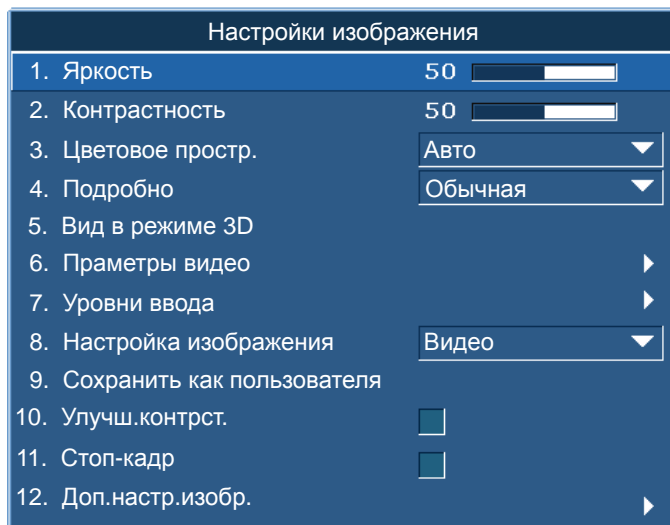 Настройки изображения
1. Яркость 50
2. Контрастность 50
3. Цветовое простр. Авто
4. Подробно Обычная
5. Вид в режиме 3D
6. Праметры видео
7. Уровни ввода
8. Настройка изображения Видео
9. Сохранить как пользователя
10. Улучш.контрст.
11. Стоп-кадр
12. Доп.настр.изобр.